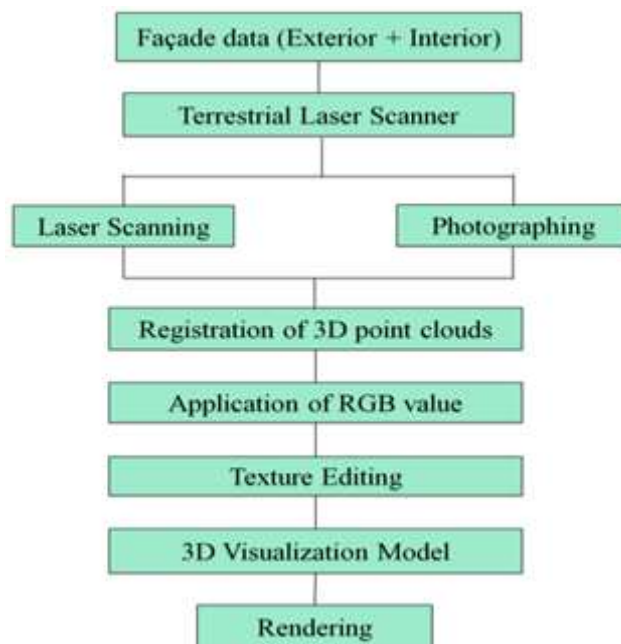 Façade data (Exterior + Interior)
Terrestrial Laser Scanner
Laser Scanning
Photographing
Registration of 3D point clouds
Application of RGB value
Texture Editing
3D Visualization Model
Rendering